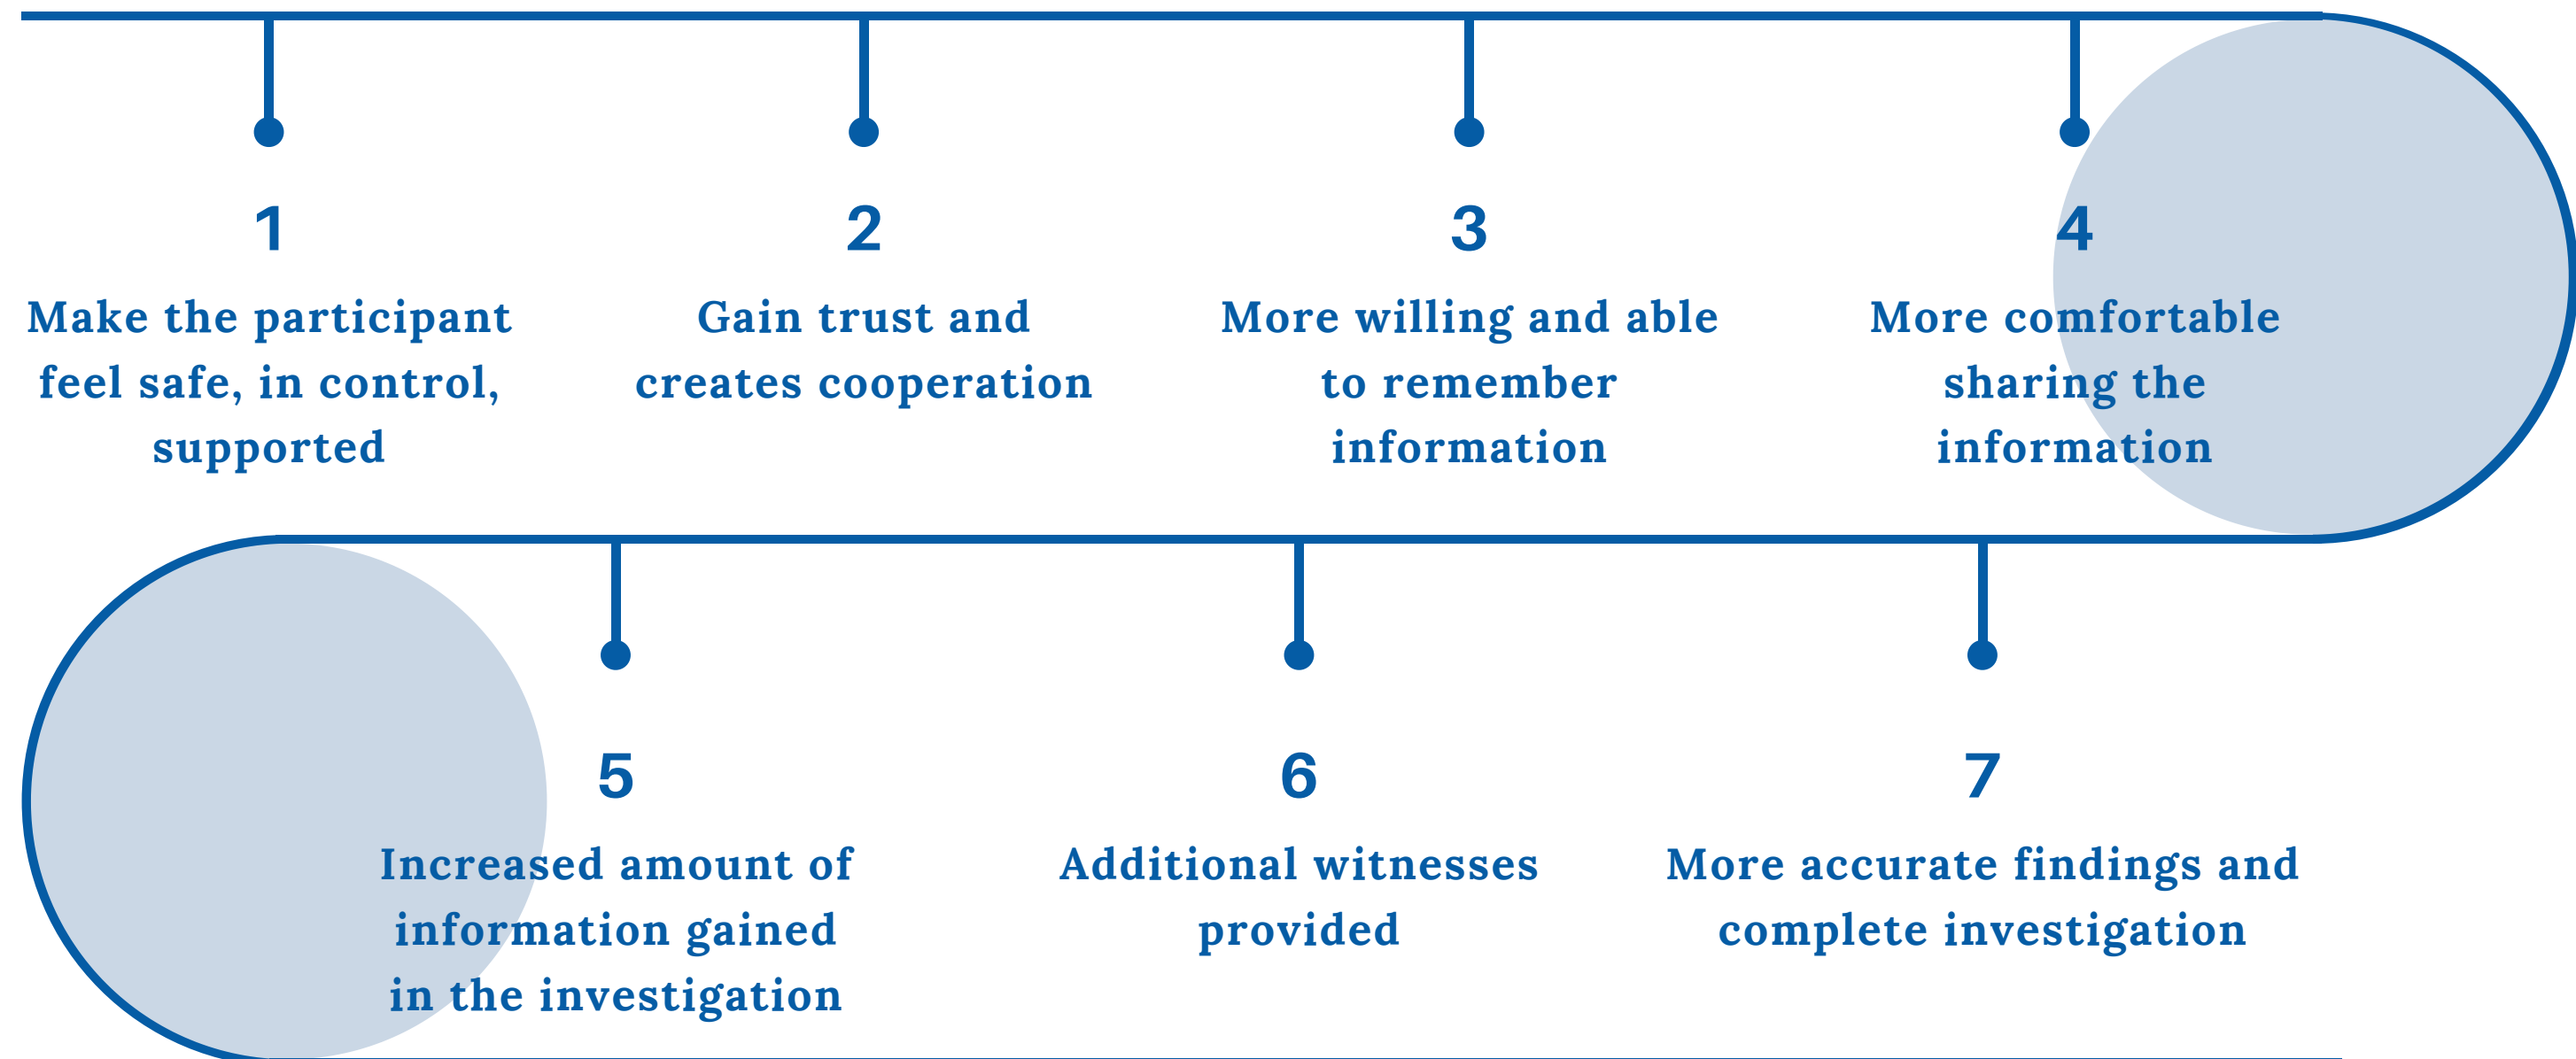 1
Make the participant
feel safe, in control,
supported
2
Gain trust and
creates cooperation
3
More willing and able
to remember
information
4
More comfortable
sharing the
information
5
Increased amount of
information gained
in the investigation
6
Additional witnesses
provided
7
More accurate findings and
complete investigation